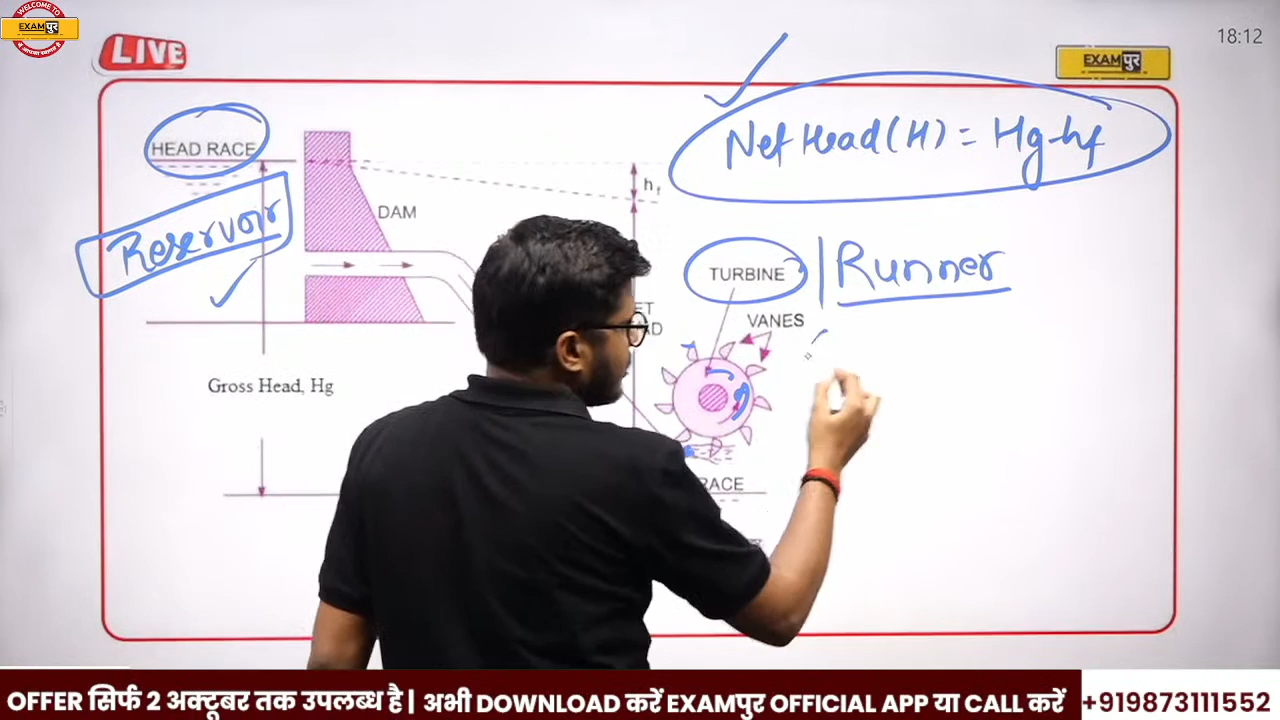 WELCOME TO
EXAMपुर
LIVE
18:12
EXAMपुर
Net Head (H) = Hg-hf
HEAD RACE
Reservoir
DAM
hf
TURBINE | Runner
VANES
Gross Head, Hg
RACE
OFFER सिर्फ 2 अक्टूबर तक उपलब्ध है | अभी DOWNLOAD करें EXAMपुर OFFICIAL APP या CALL करें +919873111552